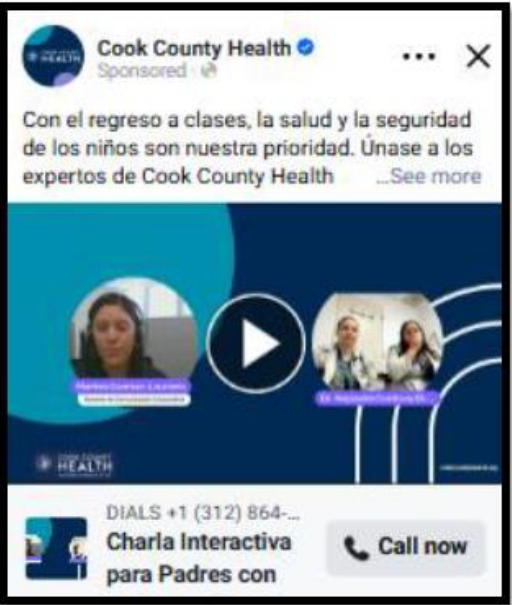 Cook County Health
Sponsored
Con el regreso a clases, la salud y la seguridad
de los niños son nuestra prioridad. Únase a los
expertos de Cook County Health ...See more
COOK COUNTY
HEALTH
DIALS +1 (312) 864-...
Charla Interactiva
para Padres con
Call now